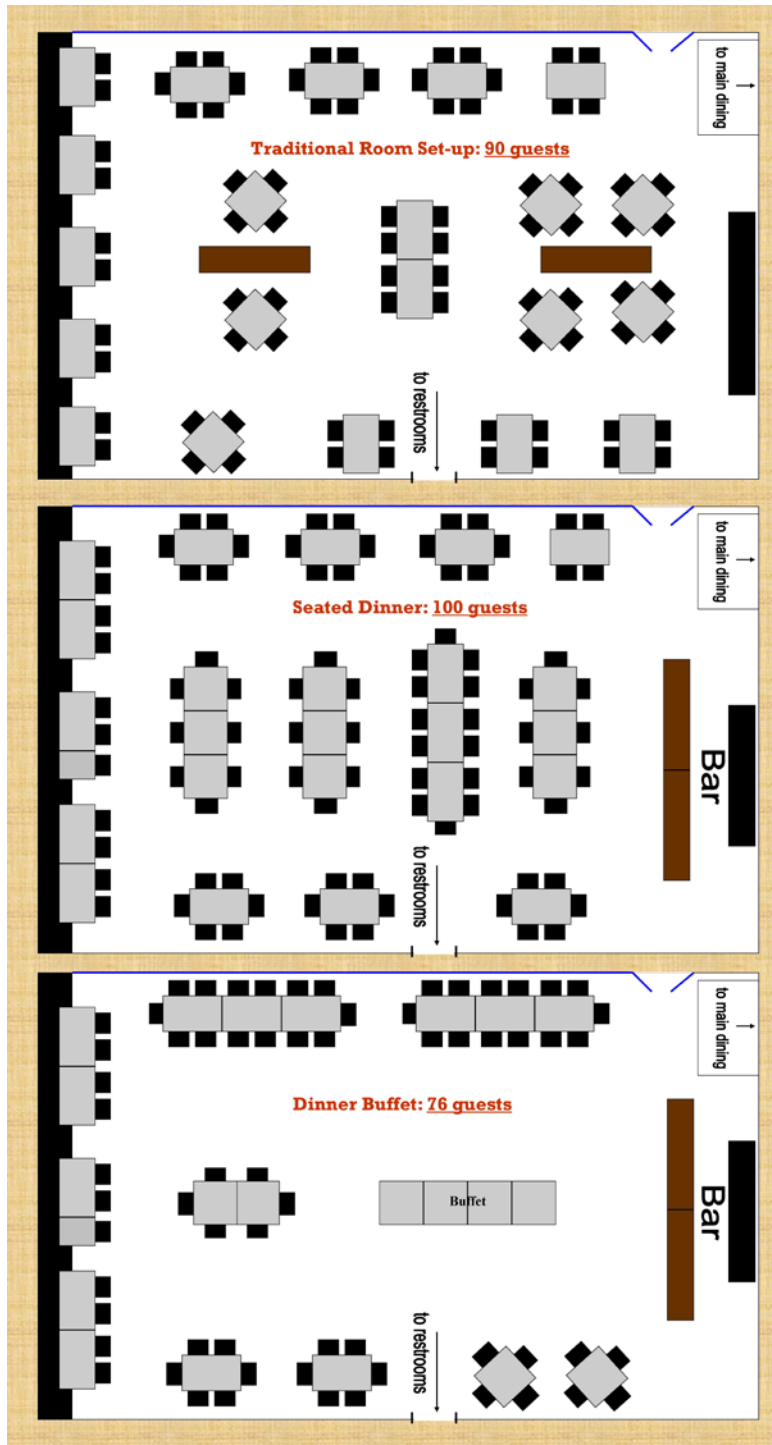 to main dining
Traditional Room Set-up: 90 guests
to restrooms
to main dining
Seated Dinner: 100 guests
Bar
to restrooms
to main dining
Dinner Buffet: 76 guests
Buffet
Bar
to restrooms